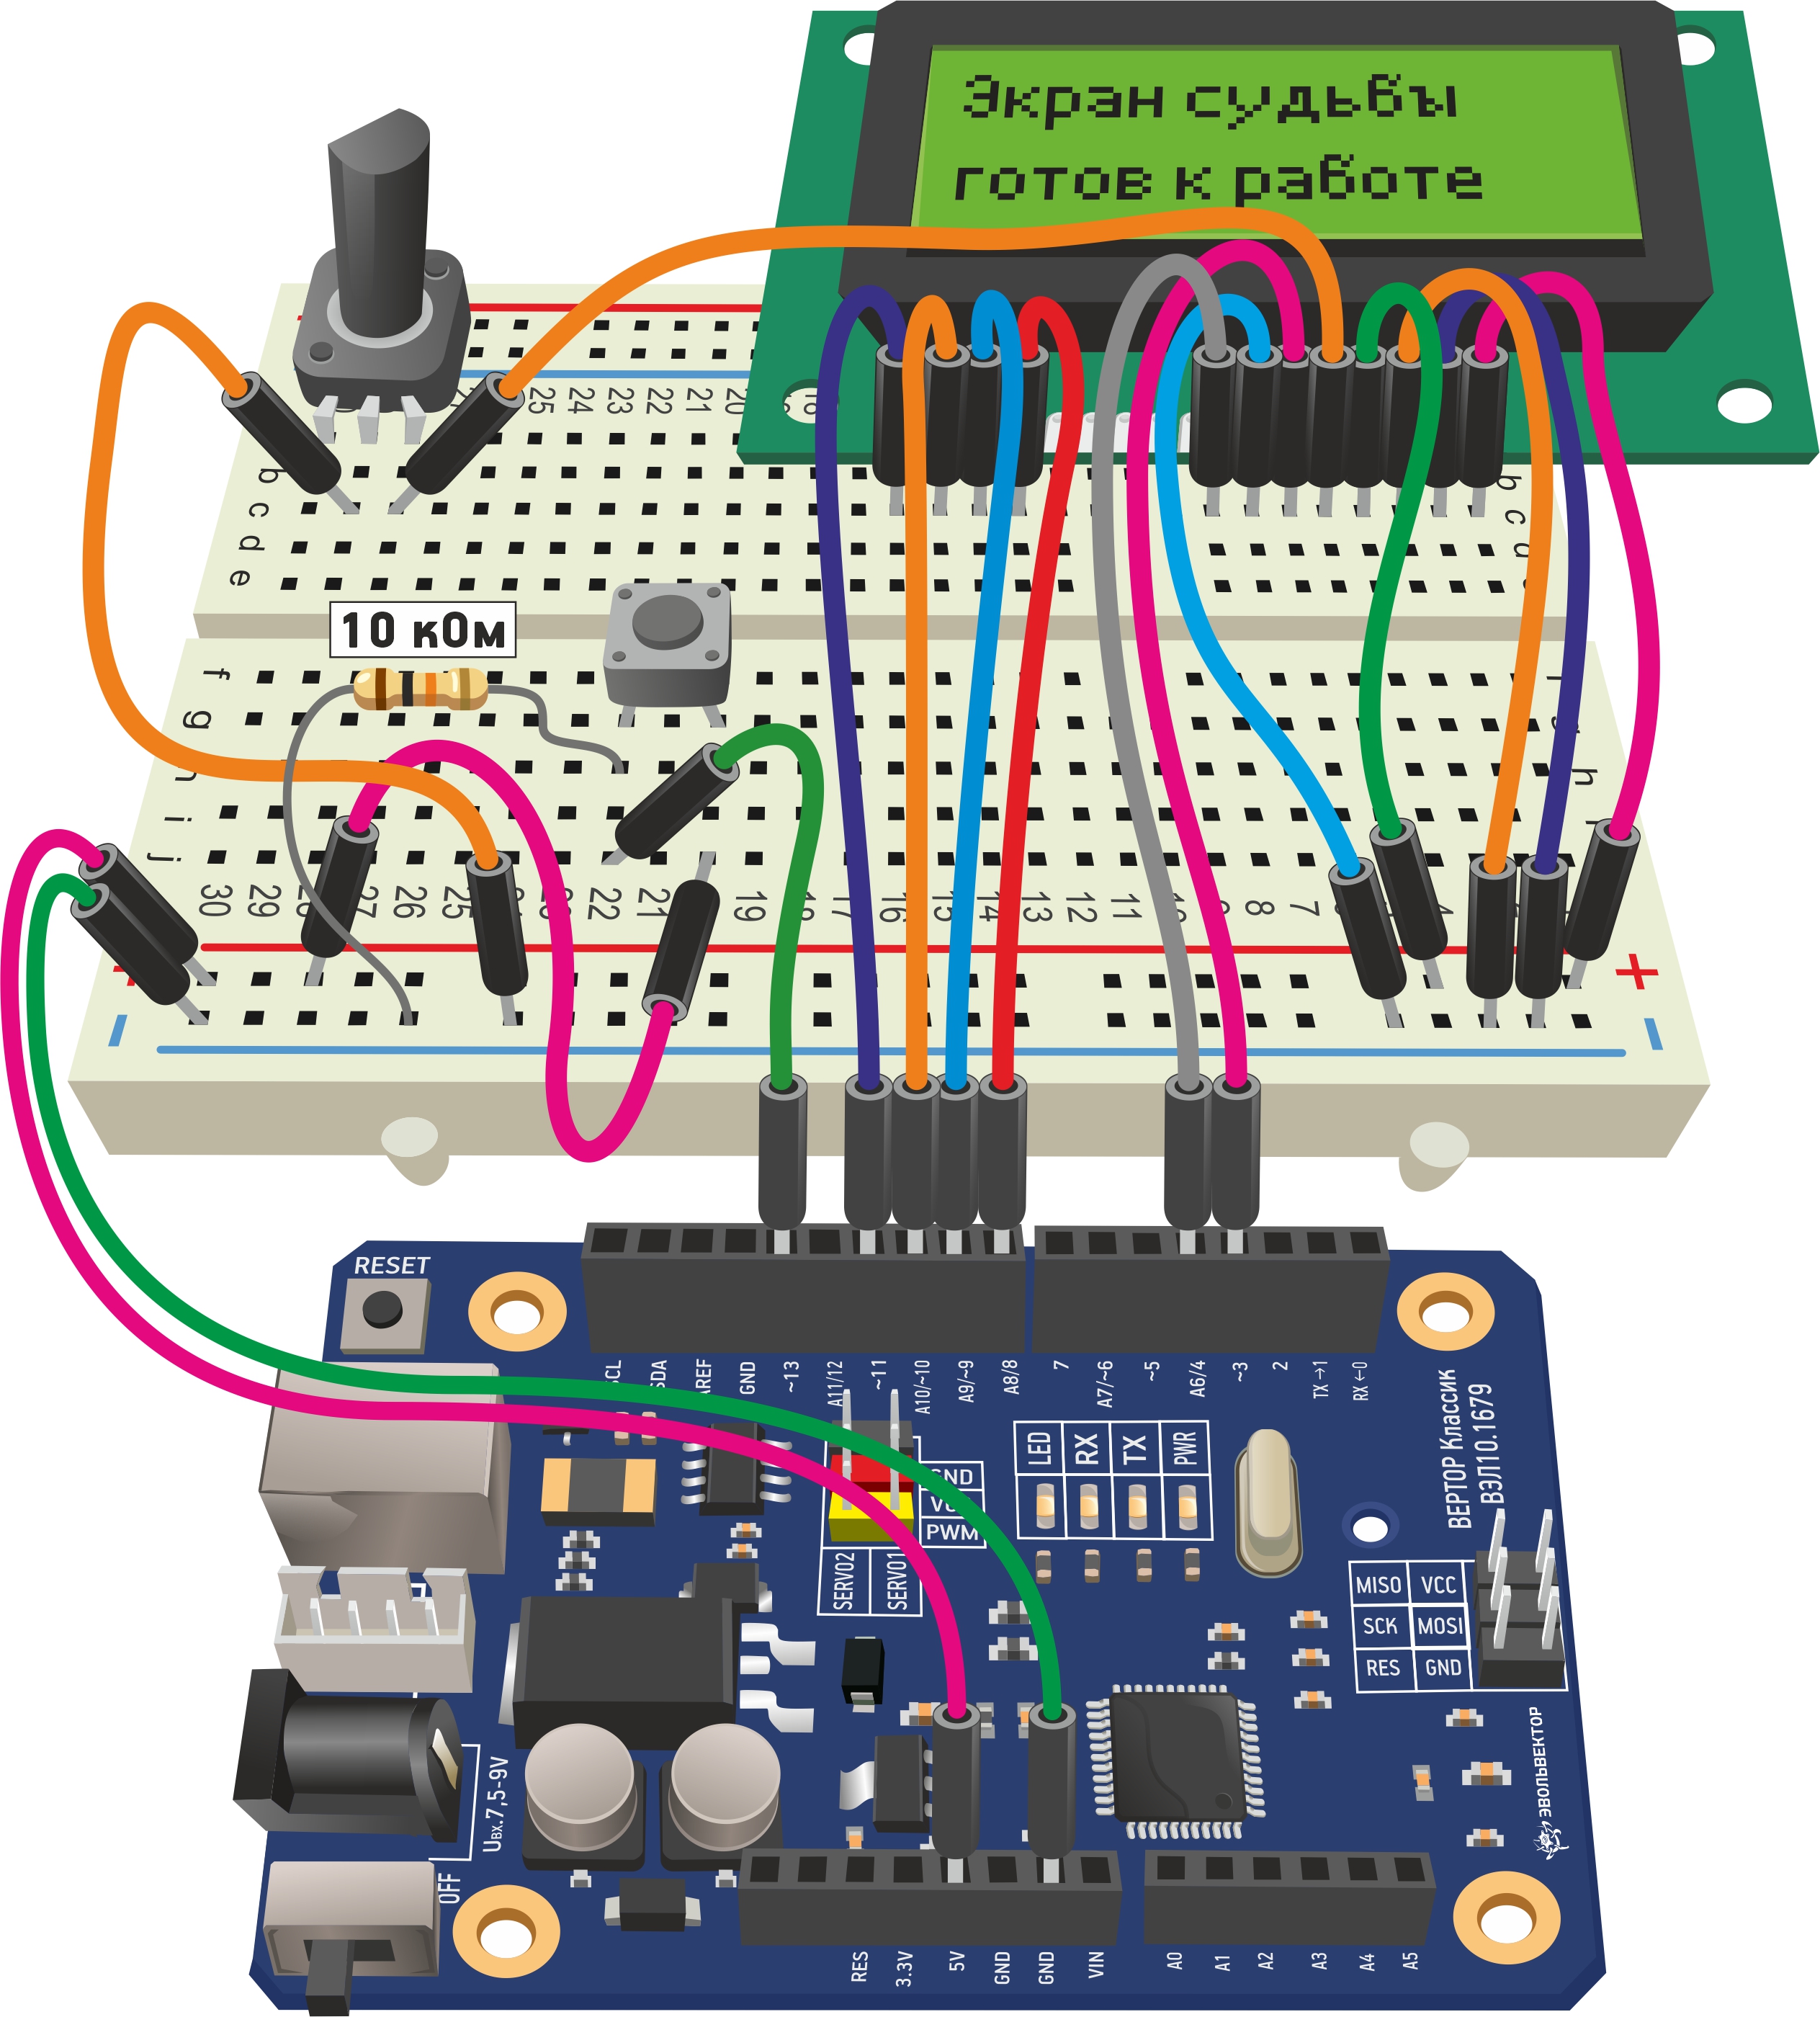 Экран судьбы
готов к работе
25 24 23 22 21 20
b
c
d
e
b
c
d
10 кОм
f
g
h
i
j
h
30 29 27 26 25 22 21 19 17 16 15 14 13 12 11 8 7
+
−
RESET
AREF GND ~13 A11/12 ~11 A10/~10 A9/~9 A8/8 7 A7/~6 ~5 A6/4 ~3 2 TX→1 RX←0
ВЕРТОР Классик
ВЭЛ10.1679
LED RX TX PWR
GND
PWM
SERVO2 SERVO1
MISO VCC
SCK MOSI
RES GND
ЭВОЛЬВЕКТОР
Uвх.7,5-9V
OFF
RES 3.3V 5V GND GND VIN A0 A1 A2 A3 A4 A5